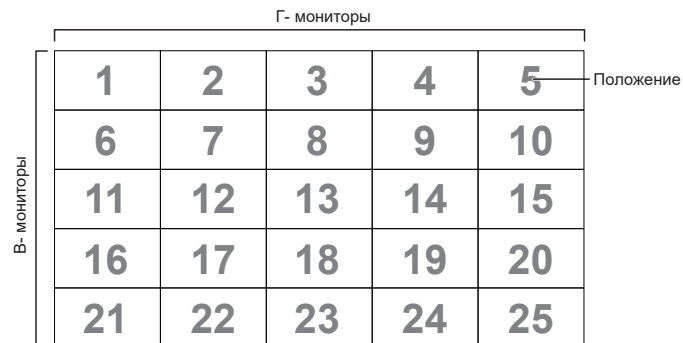 Г- мониторы
1 2 3 4 5
Положение
6 7 8 9 10
11 12 13 14 15
В- мониторы
16 17 18 19 20
21 22 23 24 25